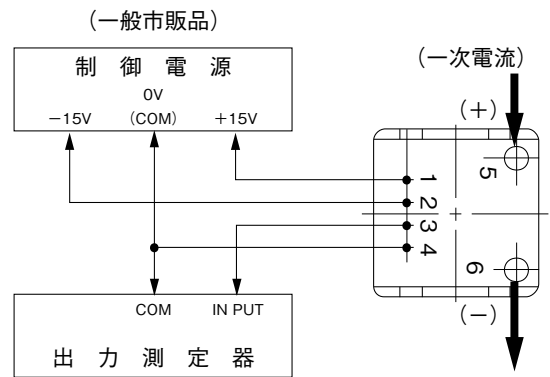 （一般市販品）
制 御 電 源
0V
－15V （COM） ＋15V
COM IN PUT
出 力 測 定 器
（一次電流）
（＋）
5
1
2
3
4
6
（－）